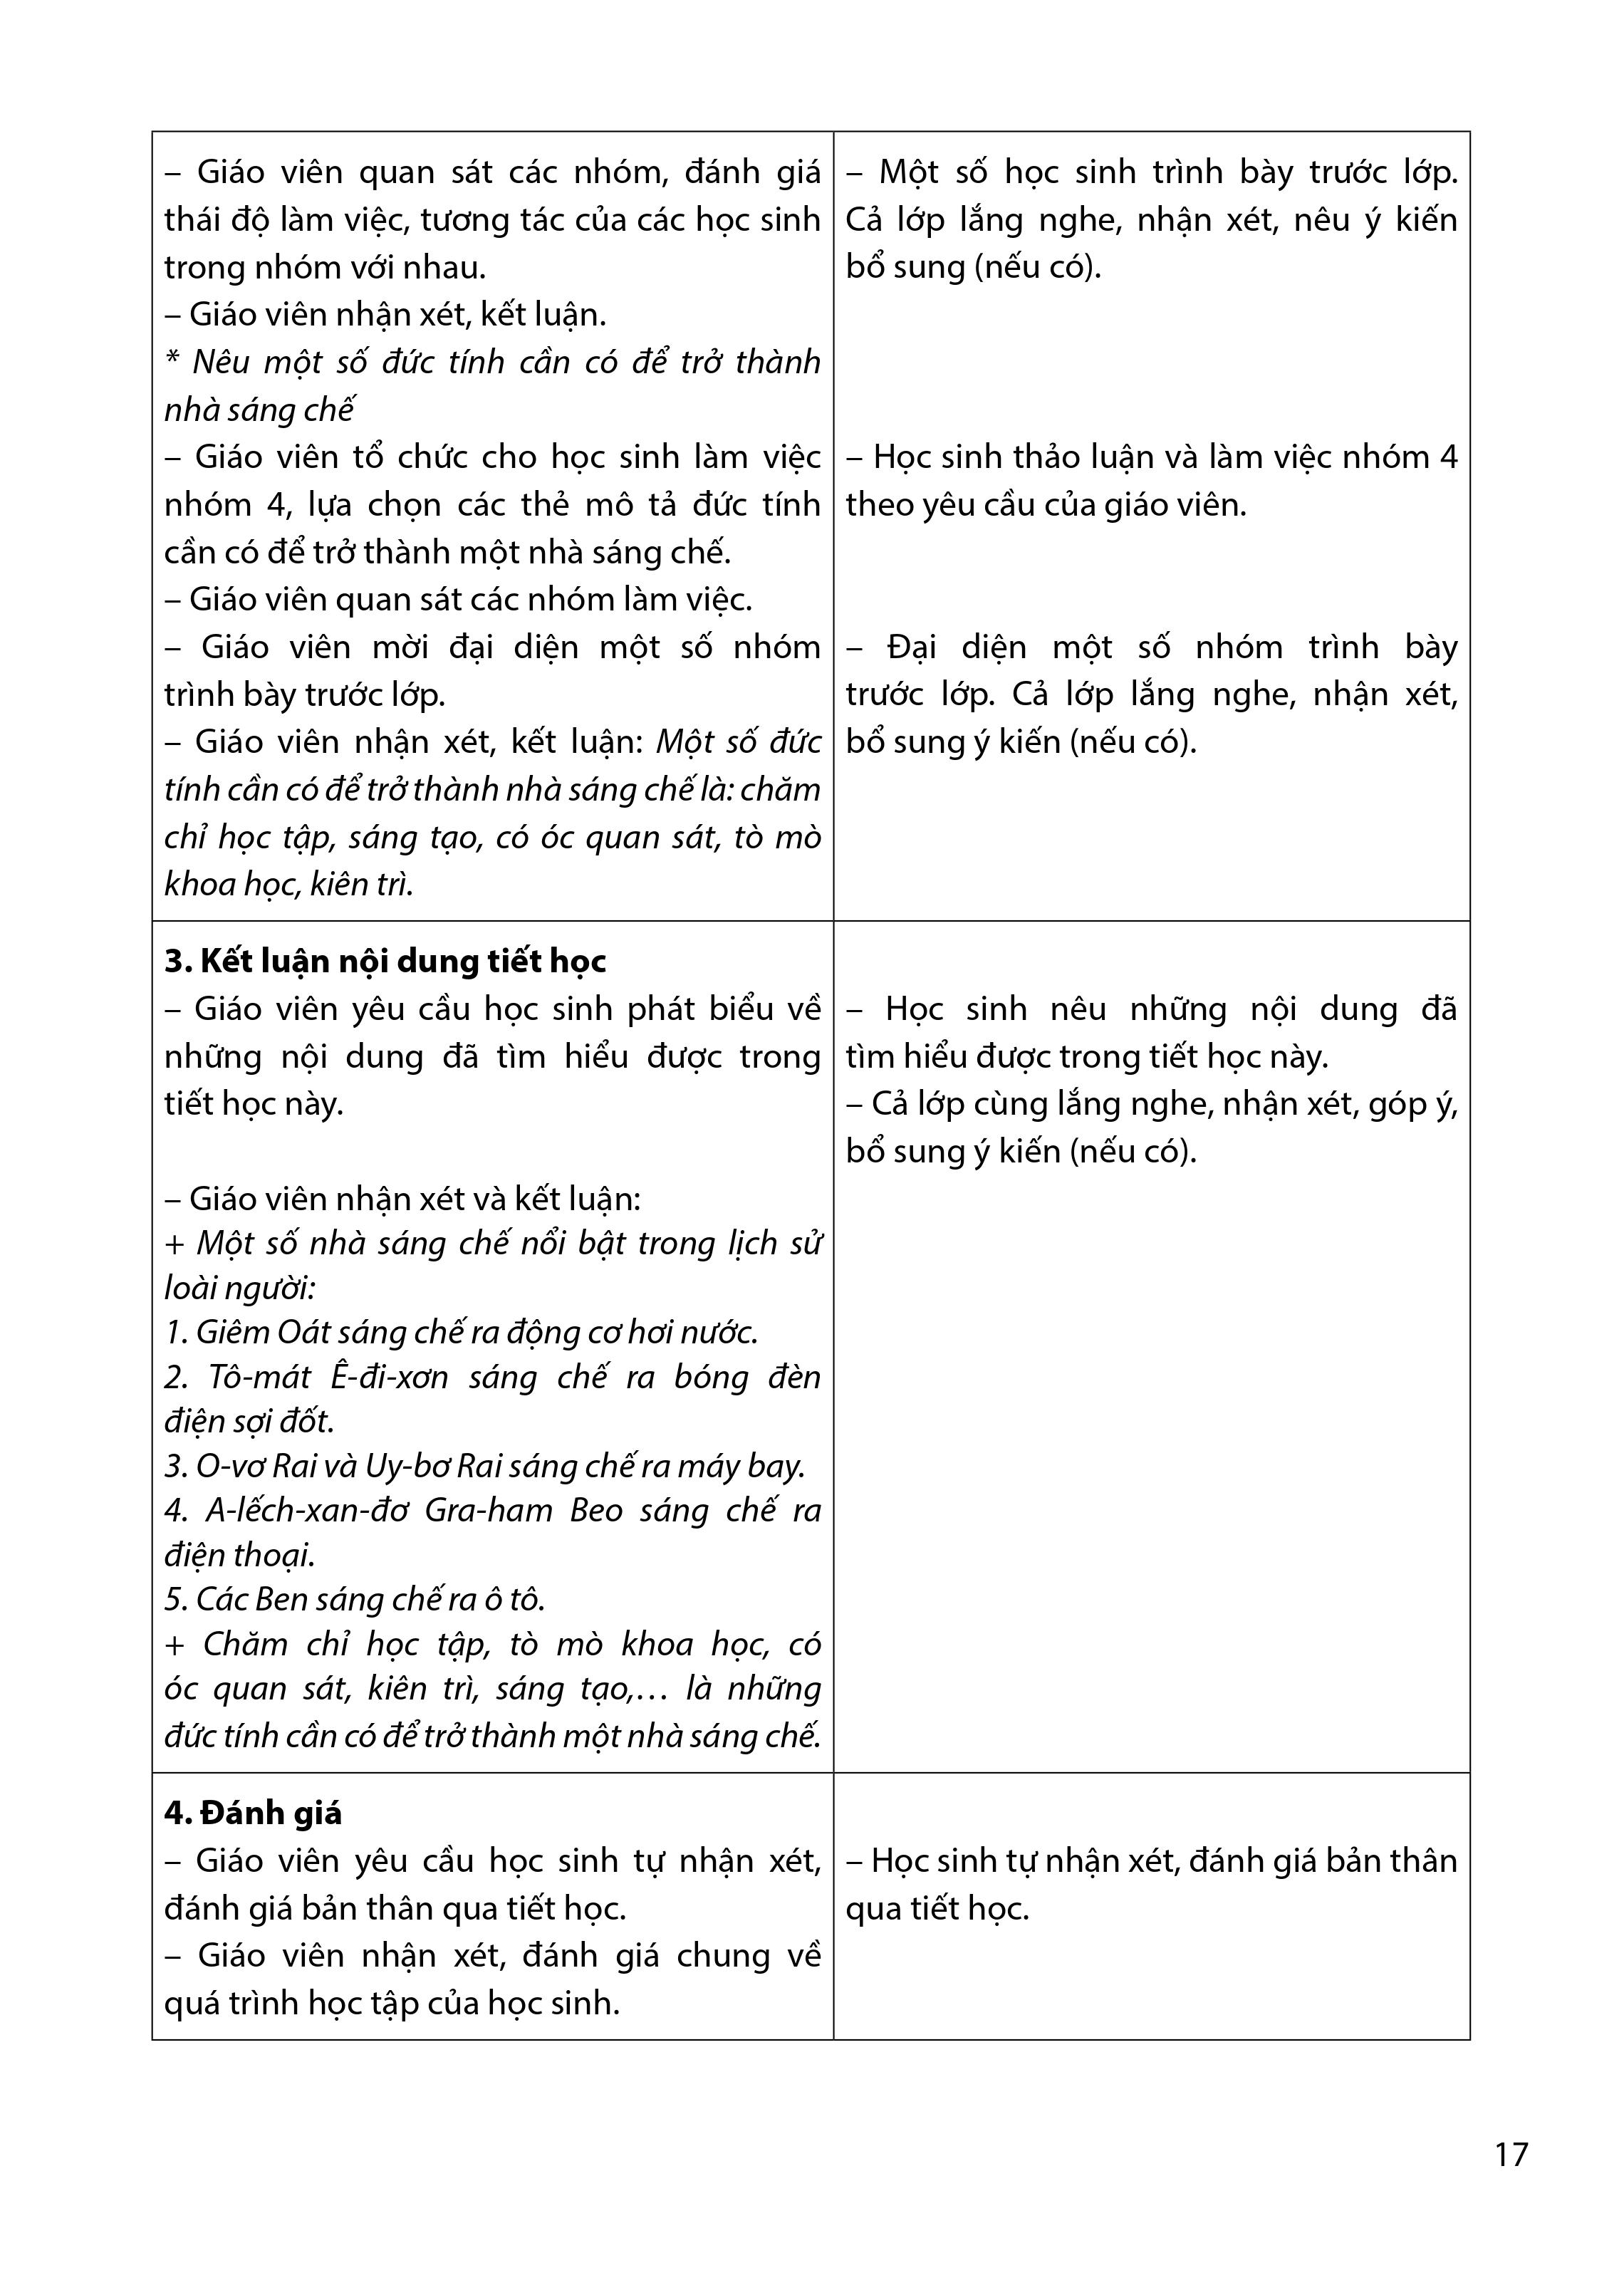 – Giáo viên quan sát các nhóm, đánh giá
thái độ làm việc, tương tác của các học sinh
trong nhóm với nhau.
– Giáo viên nhận xét, kết luận.
* Nêu một số đức tính cần có để trở thành
nhà sáng chế
– Giáo viên tổ chức cho học sinh làm việc
nhóm 4, lựa chọn các thẻ mô tả đức tính
cần có để trở thành một nhà sáng chế.
– Giáo viên quan sát các nhóm làm việc.
– Giáo viên mời đại diện một số nhóm
trình bày trước lớp.
– Giáo viên nhận xét, kết luận: Một số đức
tính cần có để trở thành nhà sáng chế là: chăm
chỉ học tập, sáng tạo, có óc quan sát, tò mò
khoa học, kiên trì.
– Một số học sinh trình bày trước lớp.
Cả lớp lắng nghe, nhận xét, nêu ý kiến
bổ sung (nếu có).
– Học sinh thảo luận và làm việc nhóm 4
theo yêu cầu của giáo viên.
– Đại diện một số nhóm trình bày
trước lớp. Cả lớp lắng nghe, nhận xét,
bổ sung ý kiến (nếu có).
3. Kết luận nội dung tiết học
– Giáo viên yêu cầu học sinh phát biểu về
những nội dung đã tìm hiểu được trong
tiết học này.
– Giáo viên nhận xét và kết luận:
+ Một số nhà sáng chế nổi bật trong lịch sử
loài người:
1. Giêm Oát sáng chế ra động cơ hơi nước.
2. Tô-mát Ê-đi-xơn sáng chế ra bóng đèn
điện sợi đốt.
3. O-vơ Rai và Uy-bơ Rai sáng chế ra máy bay.
4. A-lếch-xan-đơ Gra-ham Beo sáng chế ra
điện thoại.
5. Các Ben sáng chế ra ô tô.
+ Chăm chỉ học tập, tò mò khoa học, có
óc quan sát, kiên trì, sáng tạo,… là những
đức tính cần có để trở thành một nhà sáng chế.
– Học sinh nêu những nội dung đã
tìm hiểu được trong tiết học này.
– Cả lớp cùng lắng nghe, nhận xét, góp ý,
bổ sung ý kiến (nếu có).
4. Đánh giá
– Giáo viên yêu cầu học sinh tự nhận xét,
đánh giá bản thân qua tiết học.
– Giáo viên nhận xét, đánh giá chung về
quá trình học tập của học sinh.
– Học sinh tự nhận xét, đánh giá bản thân
qua tiết học.
17